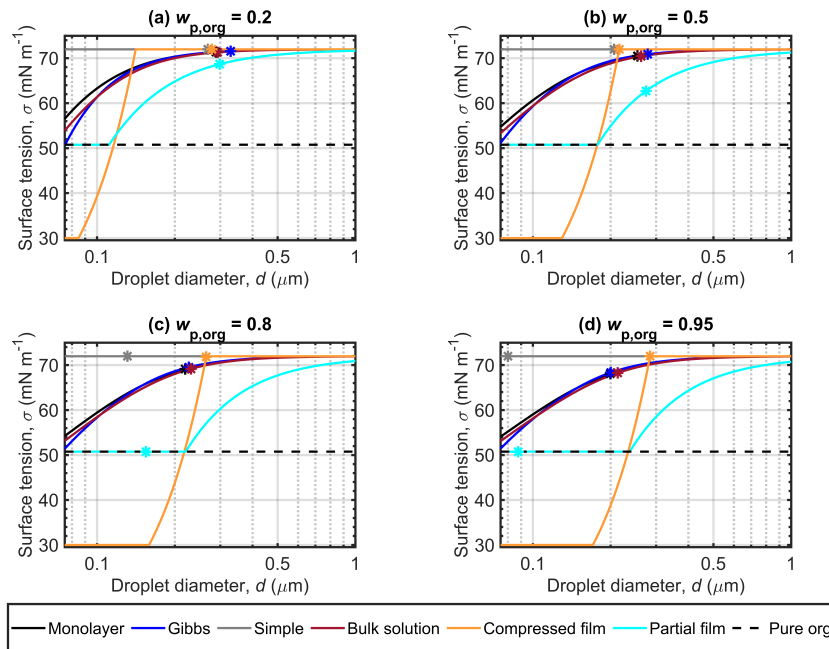 (a) w_p,org = 0.2
Surface tension, σ (mN m⁻¹)
70
60
50
40
30
0.1 0.5 1
Droplet diameter, d (μm)
(b) w_p,org = 0.5
Surface tension, σ (mN m⁻¹)
70
60
50
40
30
0.1 0.5 1
Droplet diameter, d (μm)
(c) w_p,org = 0.8
Surface tension, σ (mN m⁻¹)
70
60
50
40
30
0.1 0.5 1
Droplet diameter, d (μm)
(d) w_p,org = 0.95
Surface tension, σ (mN m⁻¹)
70
60
50
40
30
0.1 0.5 1
Droplet diameter, d (μm)
Monolayer Gibbs Simple Bulk solution Compressed film Partial film Pure org